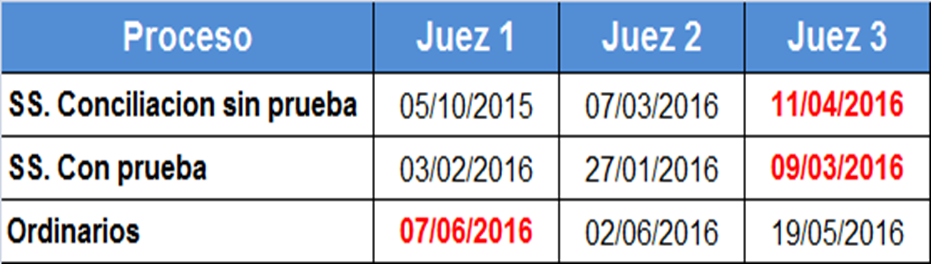 Proceso Juez 1 Juez 2 Juez 3
SS. Conciliacion sin prueba 05/10/2015 07/03/2016 11/04/2016
SS. Con prueba 03/02/2016 27/01/2016 09/03/2016
Ordinarios 07/06/2016 02/06/2016 19/05/2016